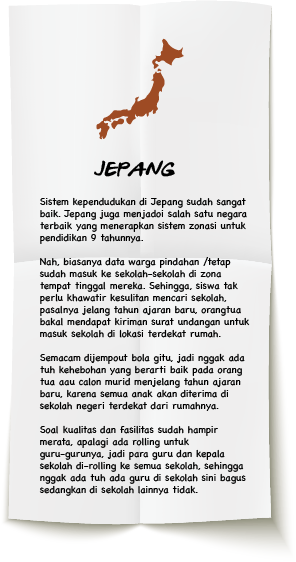 JEPANG
Sistem kependudukan di Jepang sudah sangat
baik. Jepang juga menjadoi salah satu negara
terbaik yang menerapkan sistem zonasi untuk
pendidikan 9 tahunnya.
Nah, biasanya data warga pindahan /tetap
sudah masuk ke sekolah-sekolah di zona
tempat tinggal mereka. Sehingga, siswa tak
perlu khawatir kesulitan mencari sekolah,
pasalnya jelang tahun ajaran baru, orangtua
bakal mendapat kiriman surat undangan untuk
masuk sekolah di lokasi terdekat rumah.
Semacam dijempout bola gitu, jadi nggak ada
tuh kehebohan yang berarti baik pada orang
tua aau calon murid menjelang tahun ajaran
baru, karena semua anak akan diterima di
sekolah negeri terdekat dari rumahnya.
Soal kualitas dan fasilitas sudah hampir
merata, apalagi ada rolling untuk
guru-gurunya, jadi para guru dan kepala
sekolah di-rolling ke semua sekolah, sehingga
nggak ada tuh ada guru di sekolah sini bagus
sedangkan di sekolah lainnya tidak.